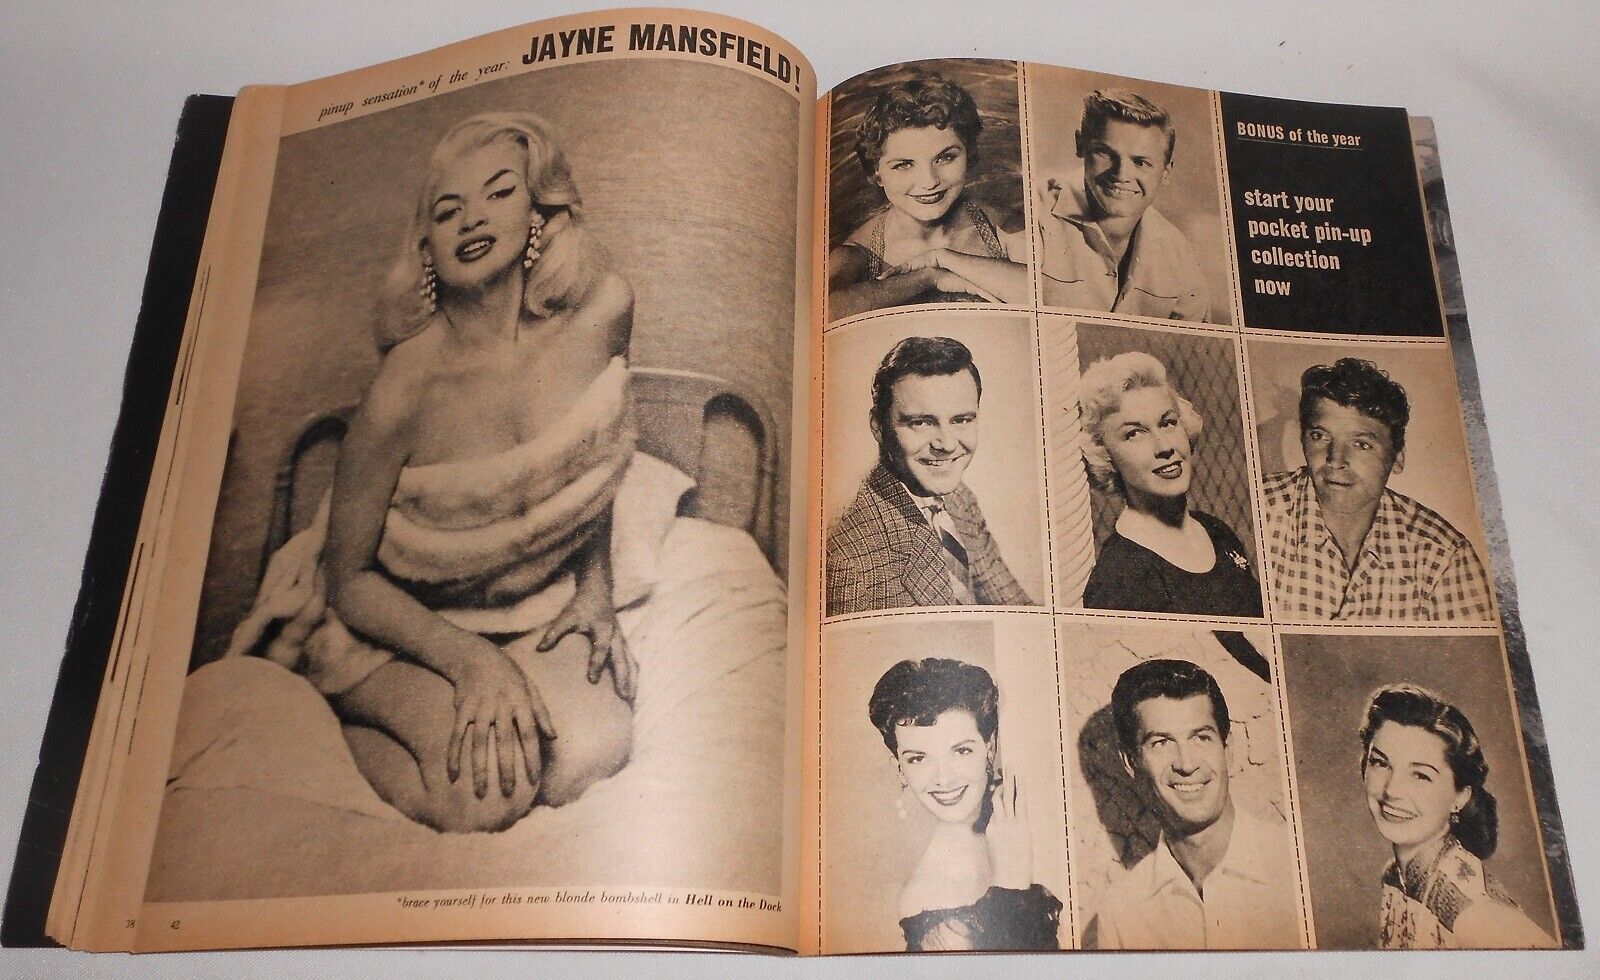 pinup sensation* of the year: JAYNE MANSFIELD!
*brace yourself for this new blonde bombshell in Hell on the Dock
38
42
BONUS of the year
start your
pocket pin-up
collection
now